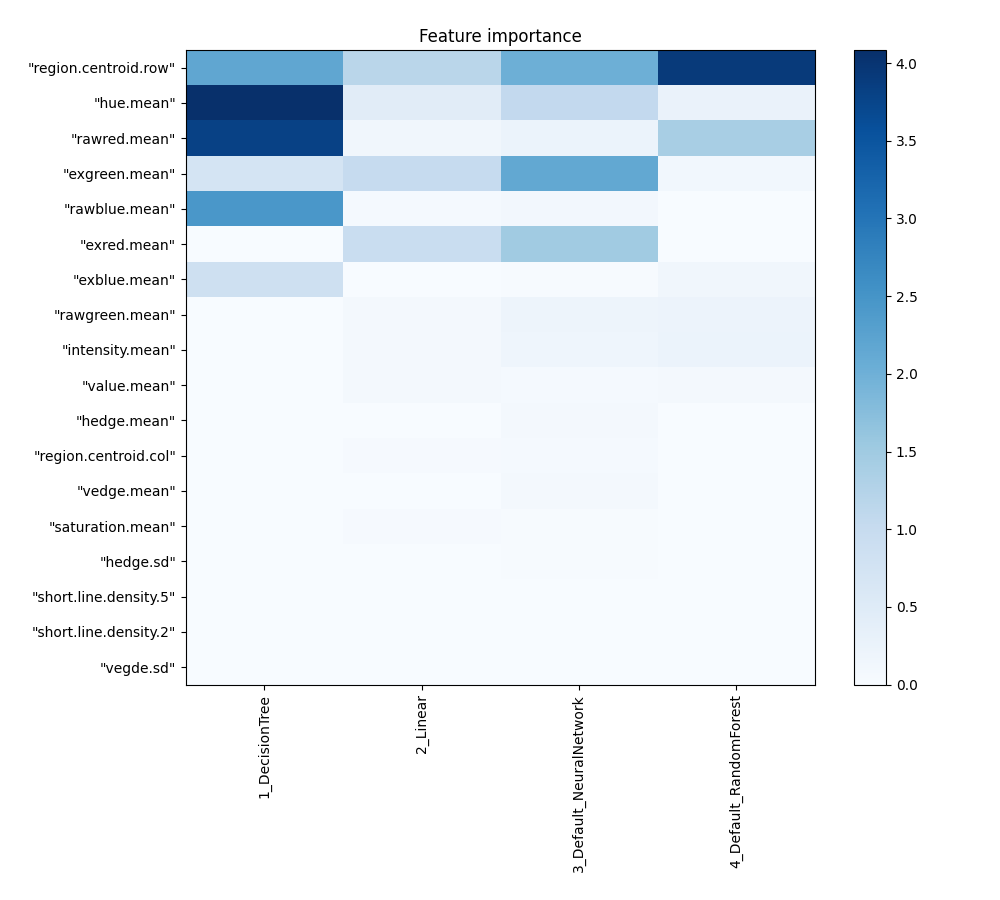 Feature importance
"region.centroid.row"
"hue.mean"
"rawred.mean"
"exgreen.mean"
"rawblue.mean"
"exred.mean"
"exblue.mean"
"rawgreen.mean"
"intensity.mean"
"value.mean"
"hedge.mean"
"region.centroid.col"
"vedge.mean"
"saturation.mean"
"hedge.sd"
"short.line.density.5"
"short.line.density.2"
"vegde.sd"
1_DecisionTree
2_Linear
3_Default_NeuralNetwork
4_Default_RandomForest
4.0
3.5
3.0
2.5
2.0
1.5
1.0
0.5
0.0